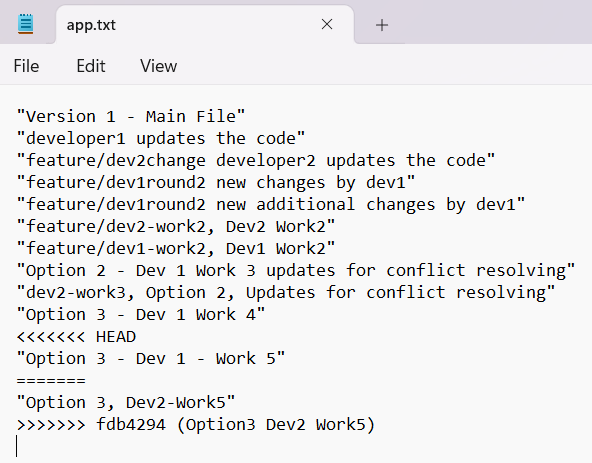 app.txt
File Edit View
"Version 1 - Main File"
"developer1 updates the code"
"feature/dev2change developer2 updates the code"
"feature/dev1round2 new changes by dev1"
"feature/dev1round2 new additional changes by dev1"
"feature/dev2-work2, Dev2 Work2"
"feature/dev1-work2, Dev1 Work2"
"Option 2 - Dev 1 Work 3 updates for conflict resolving"
"dev2-work3, Option 2, Updates for conflict resolving"
"Option 3 - Dev 1 Work 4"
<<<<<<< HEAD
"Option 3 - Dev 1 - Work 5"
=======
"Option 3, Dev2-Work5"
>>>>>>> fdb4294 (Option3 Dev2 Work5)